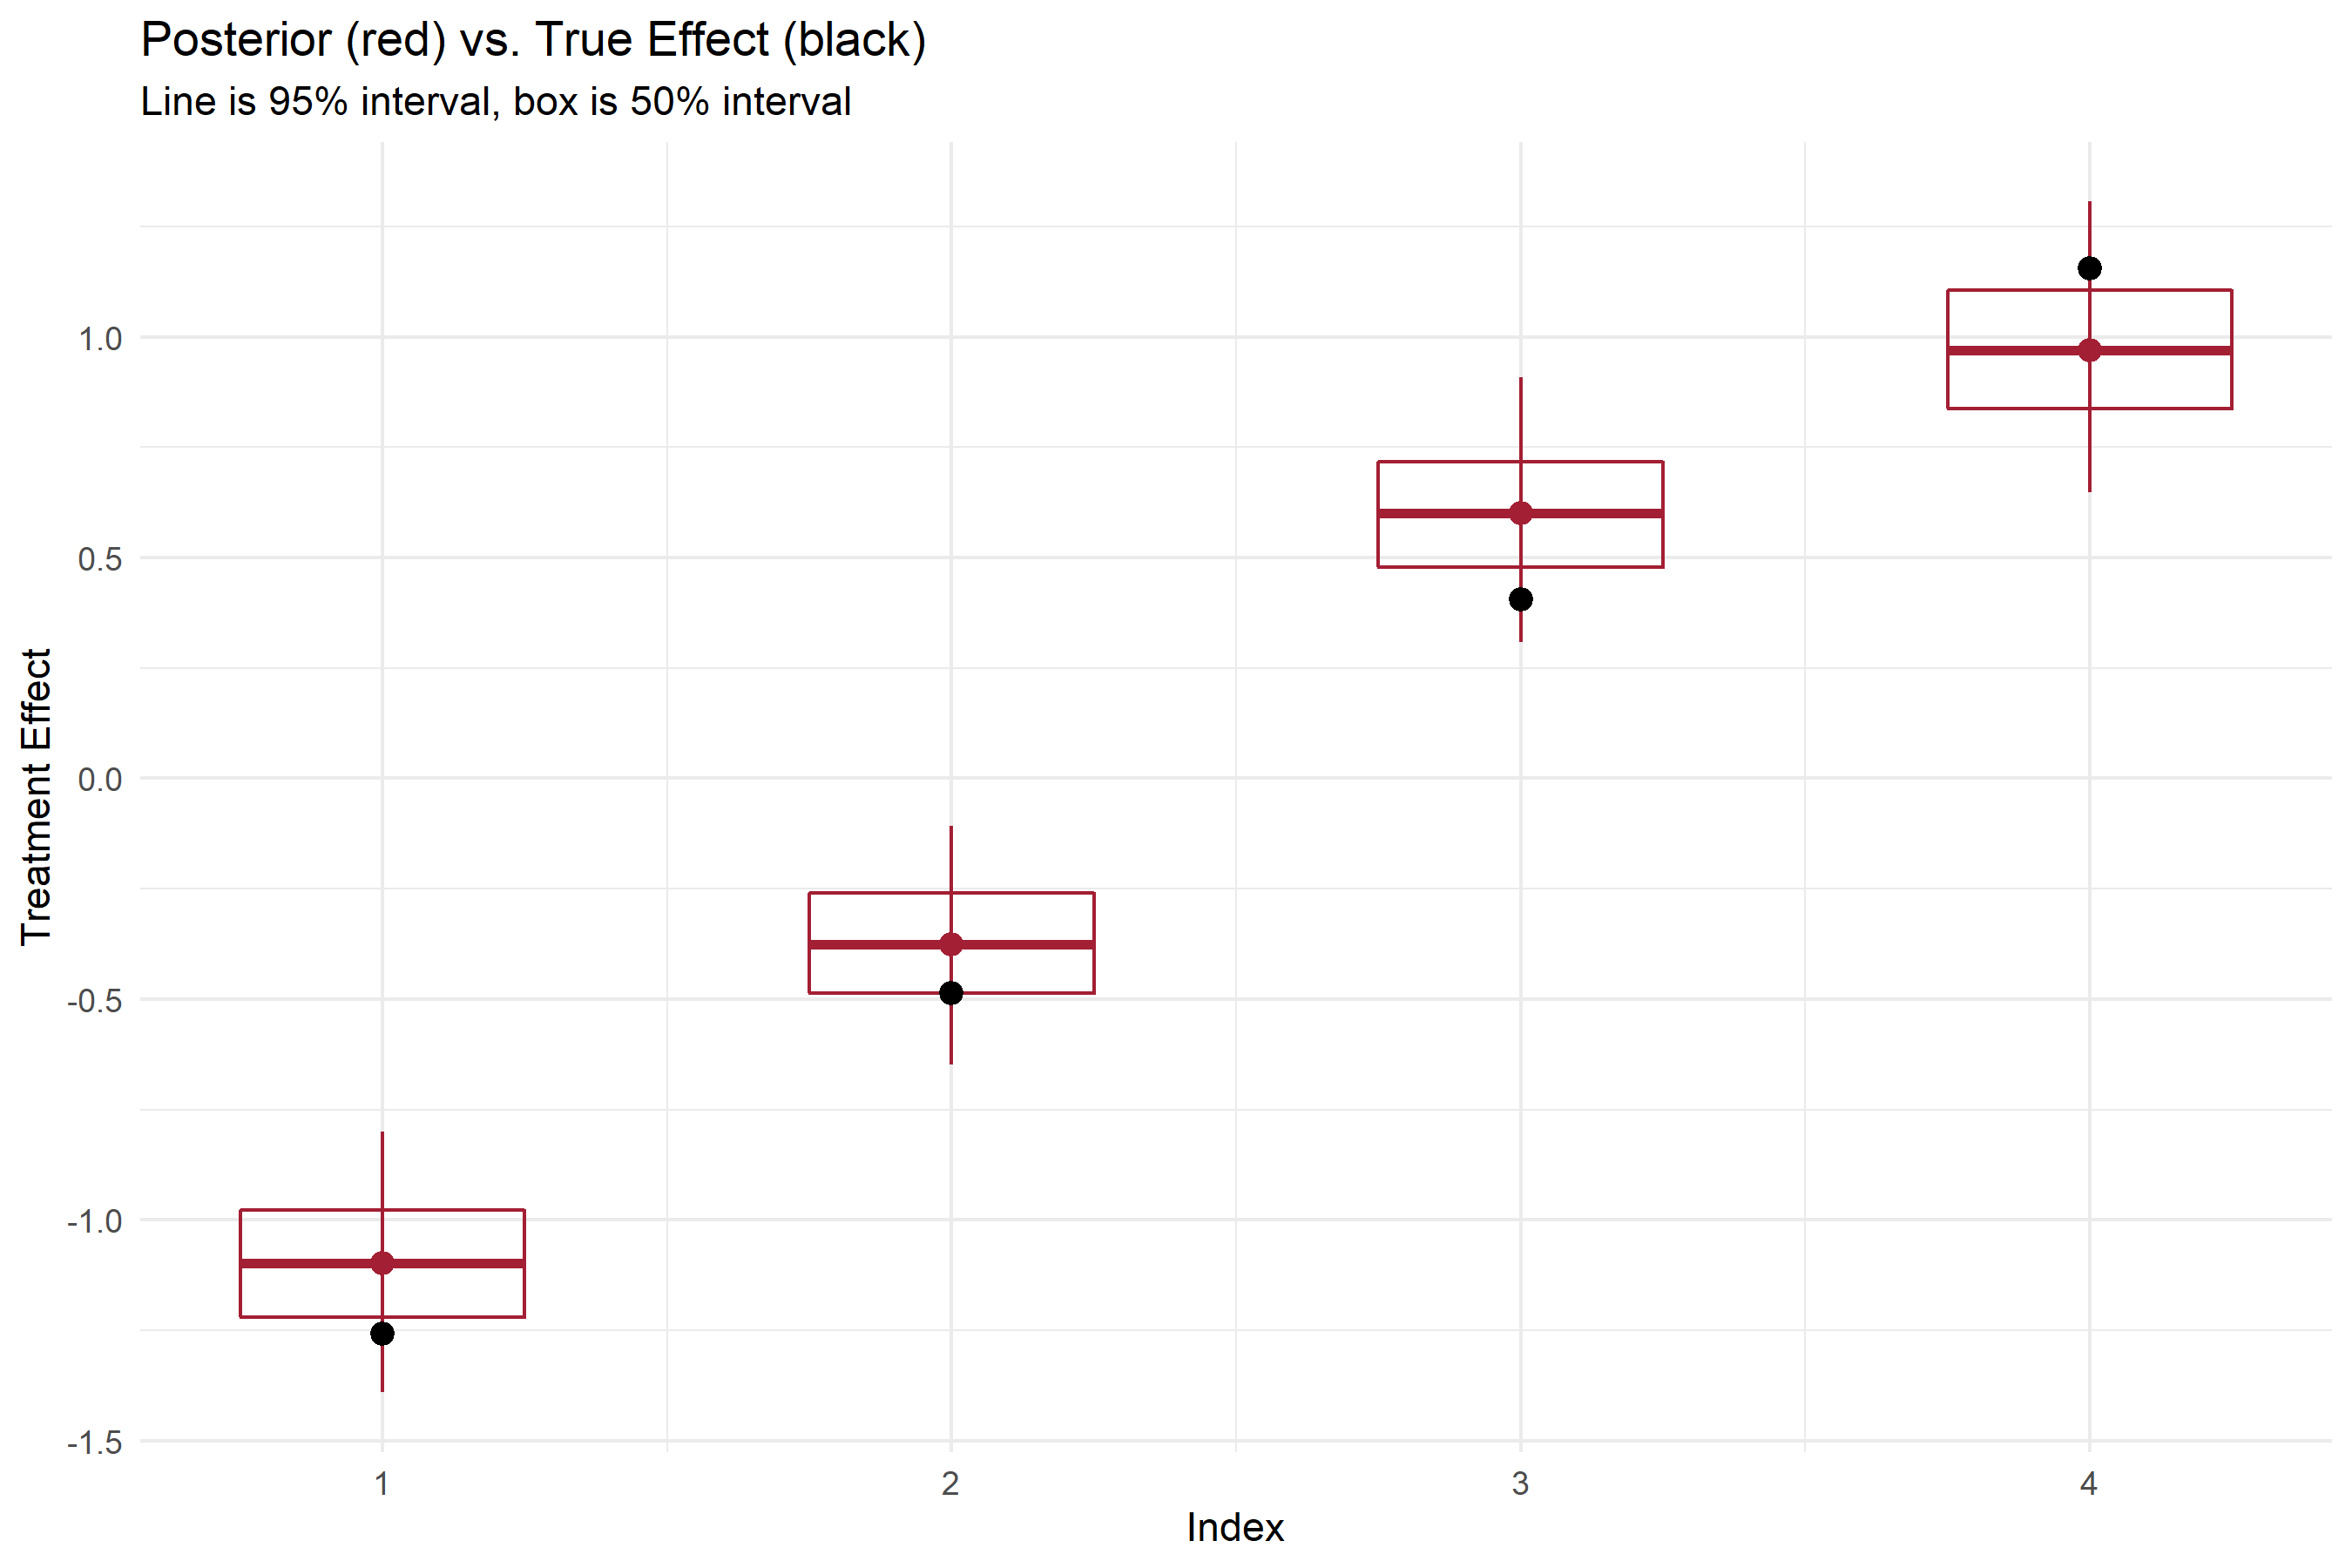 Posterior (red) vs. True Effect (black)
Line is 95% interval, box is 50% interval
Treatment Effect
1.0
0.5
0.0
-0.5
-1.0
-1.5
1
2
3
4
Index